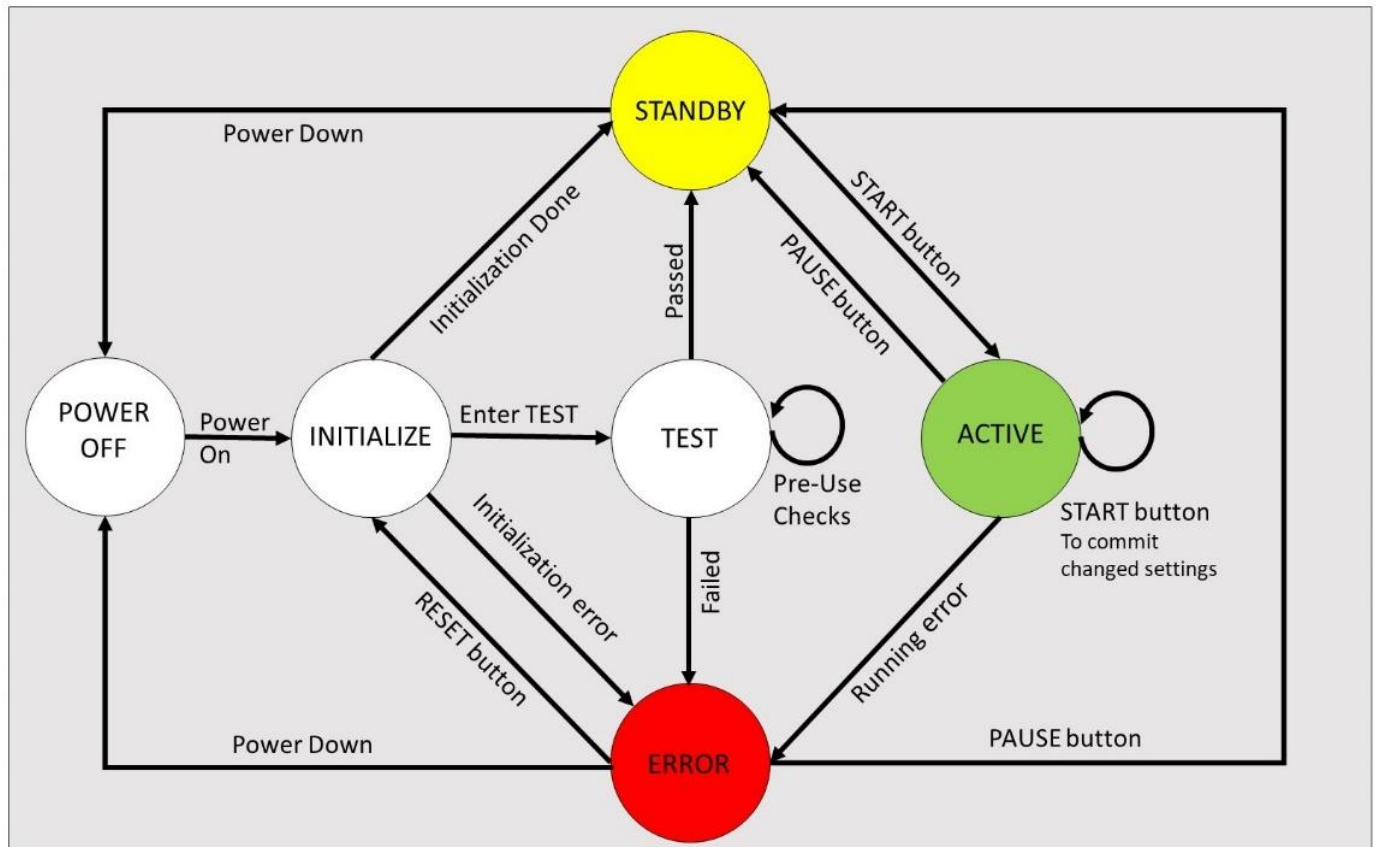 STANDBY
Power Down
START button
Initialization Done
Passed
PAUSE button
POWER
OFF
Power
On
INITIALIZE
Enter TEST
TEST
ACTIVE
Pre-Use
Checks
START button
To commit
changed settings
Initialization error
RESET button
Failed
Running error
Power Down
ERROR
PAUSE button